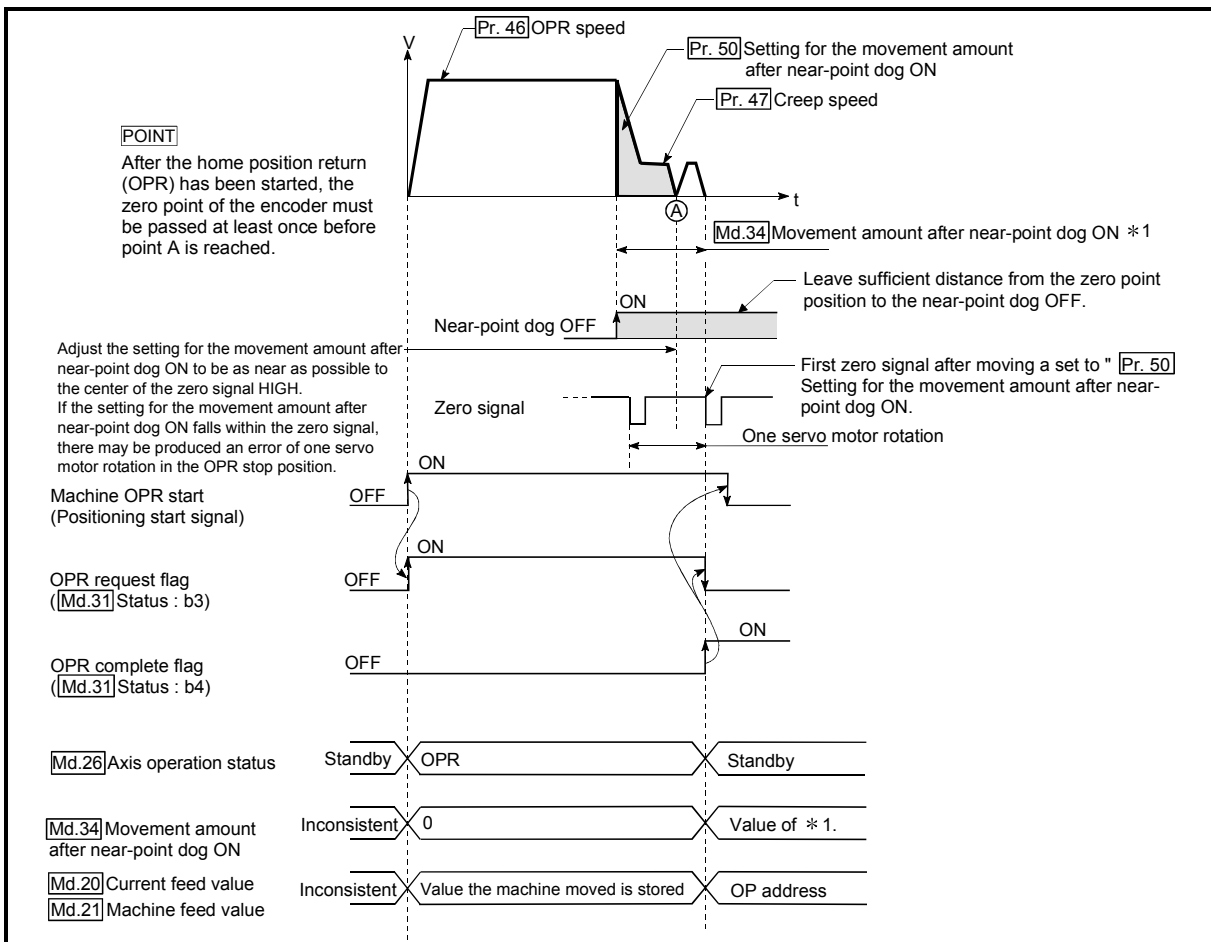 Pr. 46 OPR speed
V
Pr. 50 Setting for the movement amount
after near-point dog ON
Pr. 47 Creep speed
POINT
After the home position return
(OPR) has been started, the
zero point of the encoder must
be passed at least once before
point A is reached.
t
A
Md.34 Movement amount after near-point dog ON *1
Leave sufficient distance from the zero point
position to the near-point dog OFF.
ON
Near-point dog OFF
Adjust the setting for the movement amount after
near-point dog ON to be as near as possible to
the center of the zero signal HIGH.
If the setting for the movement amount after
near-point dog ON falls within the zero signal,
there may be produced an error of one servo
motor rotation in the OPR stop position.
First zero signal after moving a set to " Pr. 50
Setting for the movement amount after near-
point dog ON.
Zero signal
One servo motor rotation
ON
Machine OPR start
(Positioning start signal)
OFF
ON
OPR request flag
( Md.31 Status : b3)
OFF
ON
OPR complete flag
( Md.31 Status : b4)
OFF
Md.26 Axis operation status
Standby
OPR
Standby
Md.34 Movement amount
after near-point dog ON
Inconsistent
0
Value of *1.
Md.20 Current feed value
Md.21 Machine feed value
Inconsistent
Value the machine moved is stored
OP address